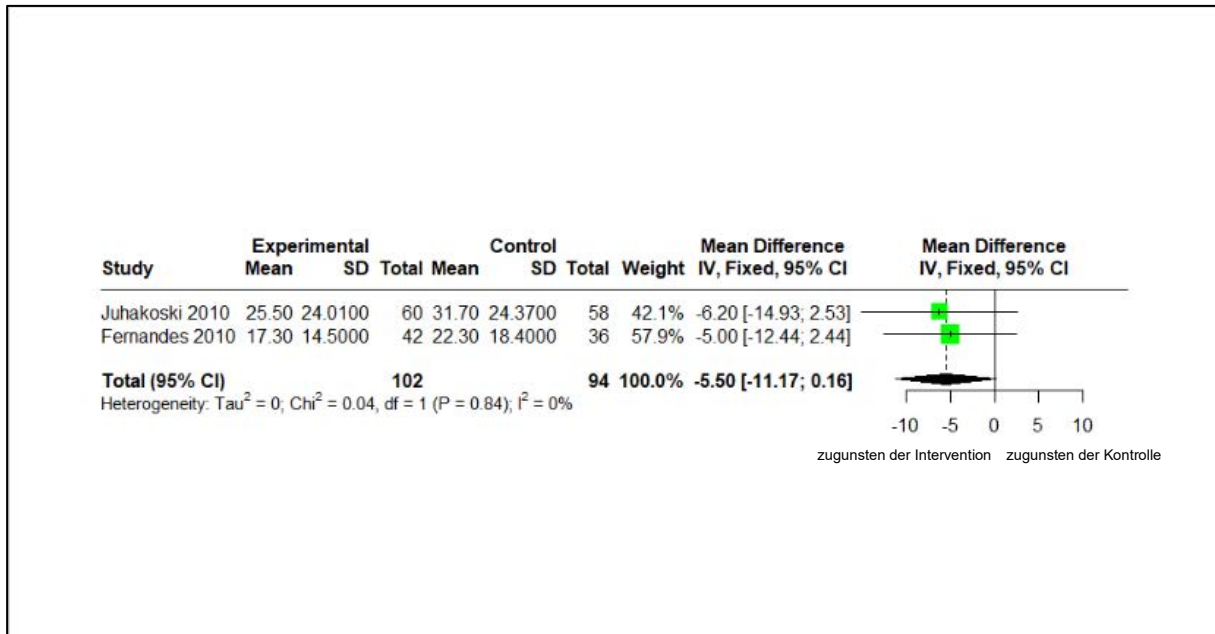 Experimental Control Mean Difference Mean Difference
Study Mean SD Total Mean SD Total Weight IV, Fixed, 95% CI IV, Fixed, 95% CI
Juhakoski 2010 25.50 24.0100 60 31.70 24.3700 58 42.1% -6.20 [-14.93; 2.53]
Fernandes 2010 17.30 14.5000 42 22.30 18.4000 36 57.9% -5.00 [-12.44; 2.44]
Total (95% CI) 102 94 100.0% -5.50 [-11.17; 0.16]
Heterogeneity: Tau² = 0; Chi² = 0.04, df = 1 (P = 0.84); I² = 0%
-10 -5 0 5 10
zugunsten der Intervention zugunsten der Kontrolle